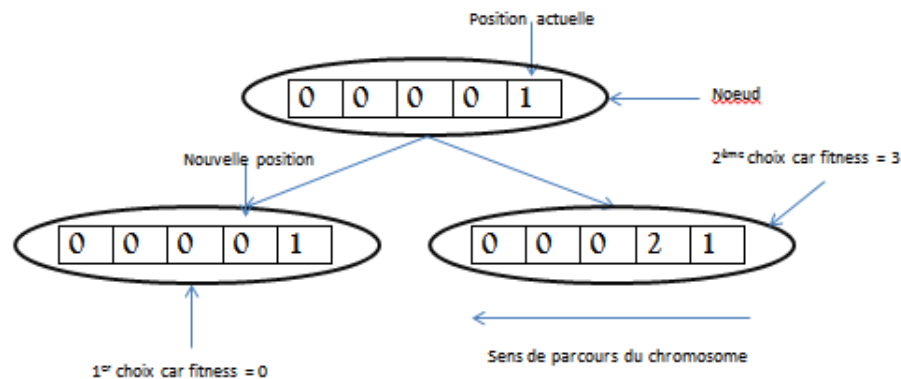 Position actuelle
0 0 0 0 1
Noeud
Nouvelle position
2ème choix car fitness = 3
0 0 0 0 1
0 0 0 2 1
Sens de parcours du chromosome
1er choix car fitness = 0